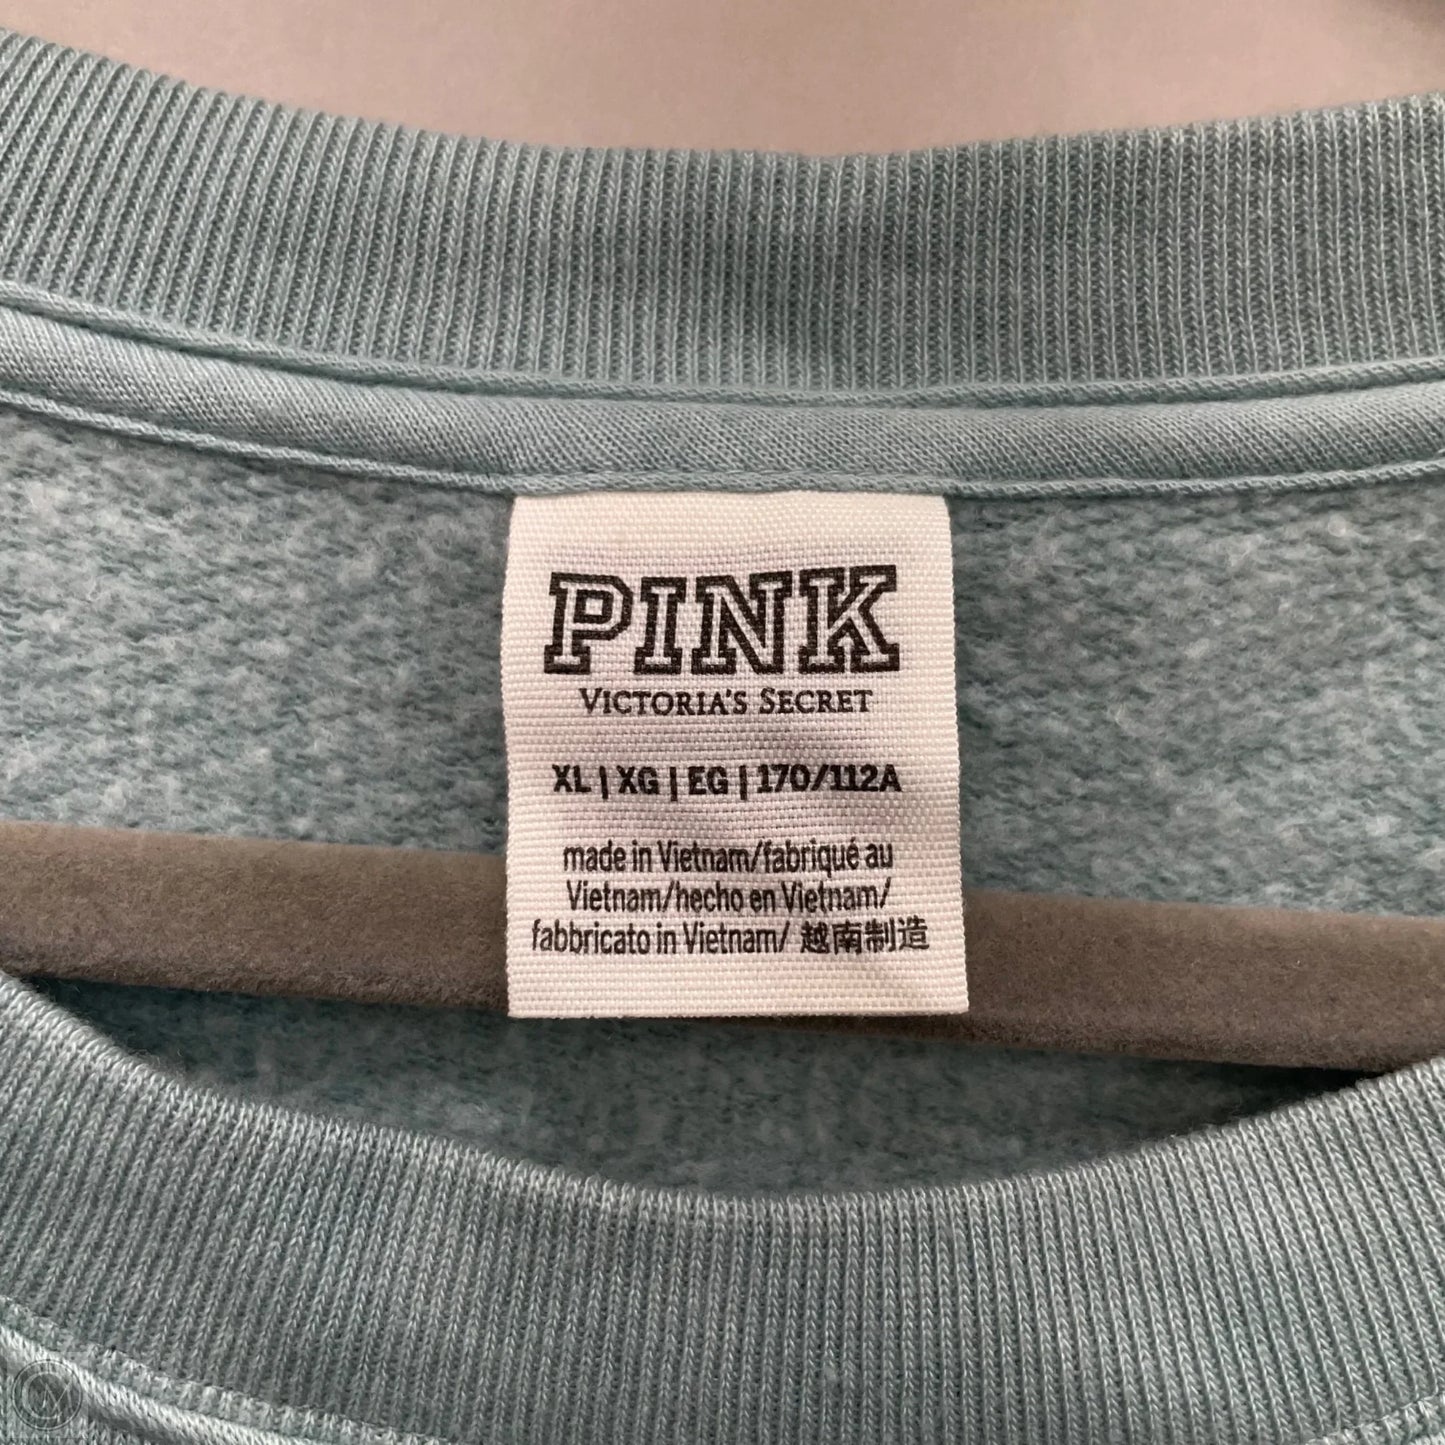 PINK
VICTORIA'S SECRET
XL | XG | EG | 170/112A
made in Vietnam/fabriqué au
Vietnam/hecho en Vietnam/
fabbricato in Vietnam/ 越南制造